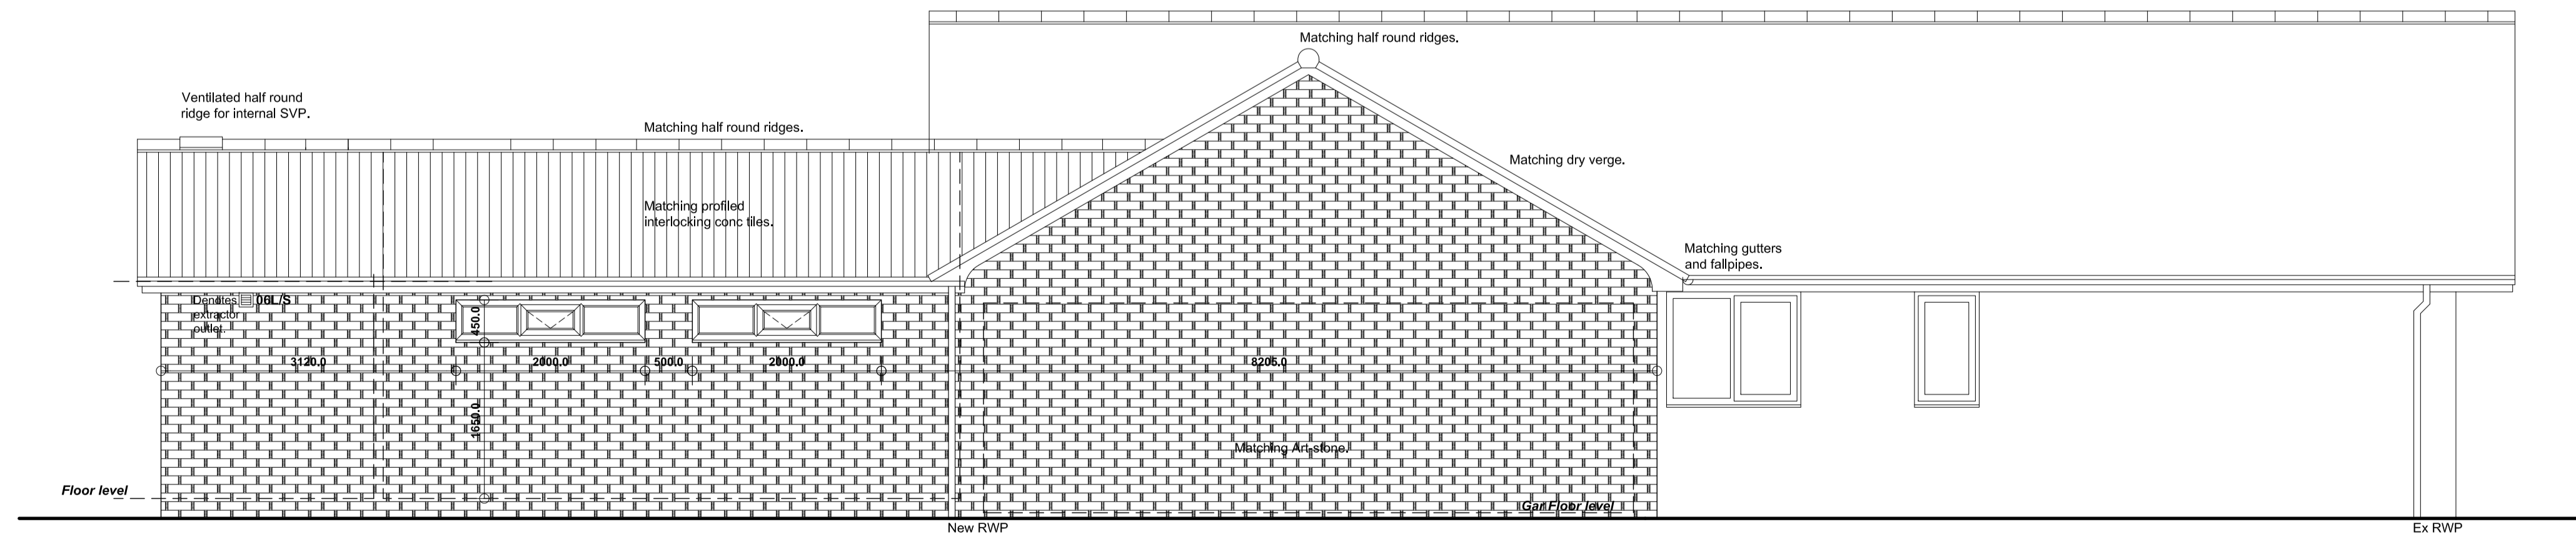 Matching half round ridges.
Ventilated half round
ridge for internal SVP.
Matching half round ridges.
Matching dry verge.
Matching profiled
interlocking conc tiles.
Matching gutters
and fallpipes.
Denotes 06L/S
extractor
outlet.
450.0
3120.0
2000.0
500.0
2000.0
8205.0
1650.0
Matching Art-stone.
Floor level
Gar Floor level
New RWP
Ex RWP